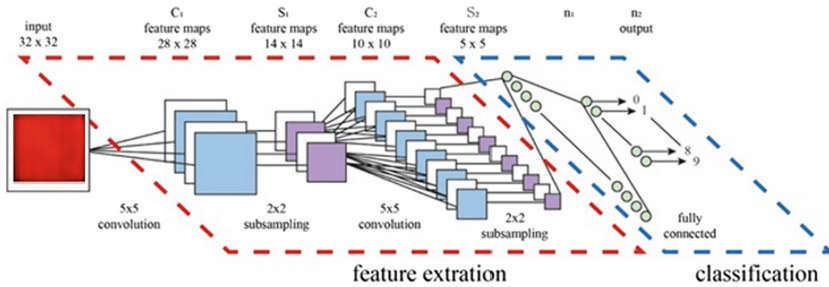 input
32 x 32
C₁
feature maps
28 x 28
S₁
feature maps
14 x 14
C₂
feature maps
10 x 10
S₂
feature maps
5 x 5
n₁
n₂
output
0
1
8
9
5x5
convolution
2x2
subsampling
5x5
convolution
2x2
subsampling
fully
connected
feature extration
classification